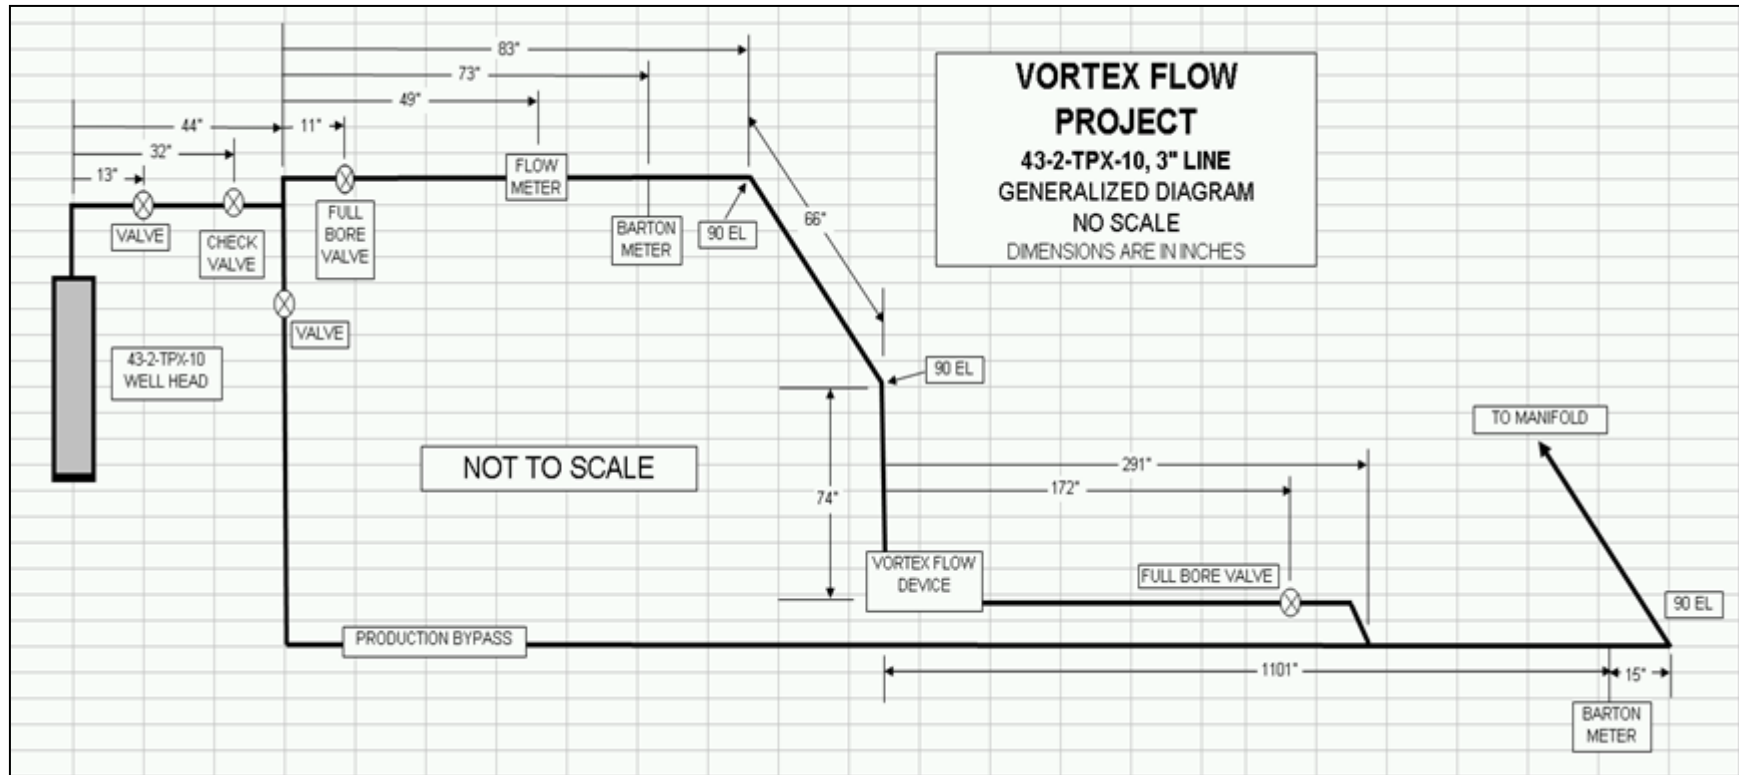 83"
73"
49"
44"
11"
32"
13"
VORTEX FLOW
PROJECT
43-2-TPX-10, 3" LINE
GENERALIZED DIAGRAM
NO SCALE
DIMENSIONS ARE IN INCHES
FLOW
METER
VALVE
CHECK
VALVE
FULL
BORE
VALVE
BARTON
METER
90 EL
66"
VALVE
43-2-TPX-10
WELL HEAD
90 EL
TO MANIFOLD
NOT TO SCALE
74"
291"
172"
VORTEX FLOW
DEVICE
FULL BORE VALVE
90 EL
PRODUCTION BYPASS
1101"
15"
BARTON
METER